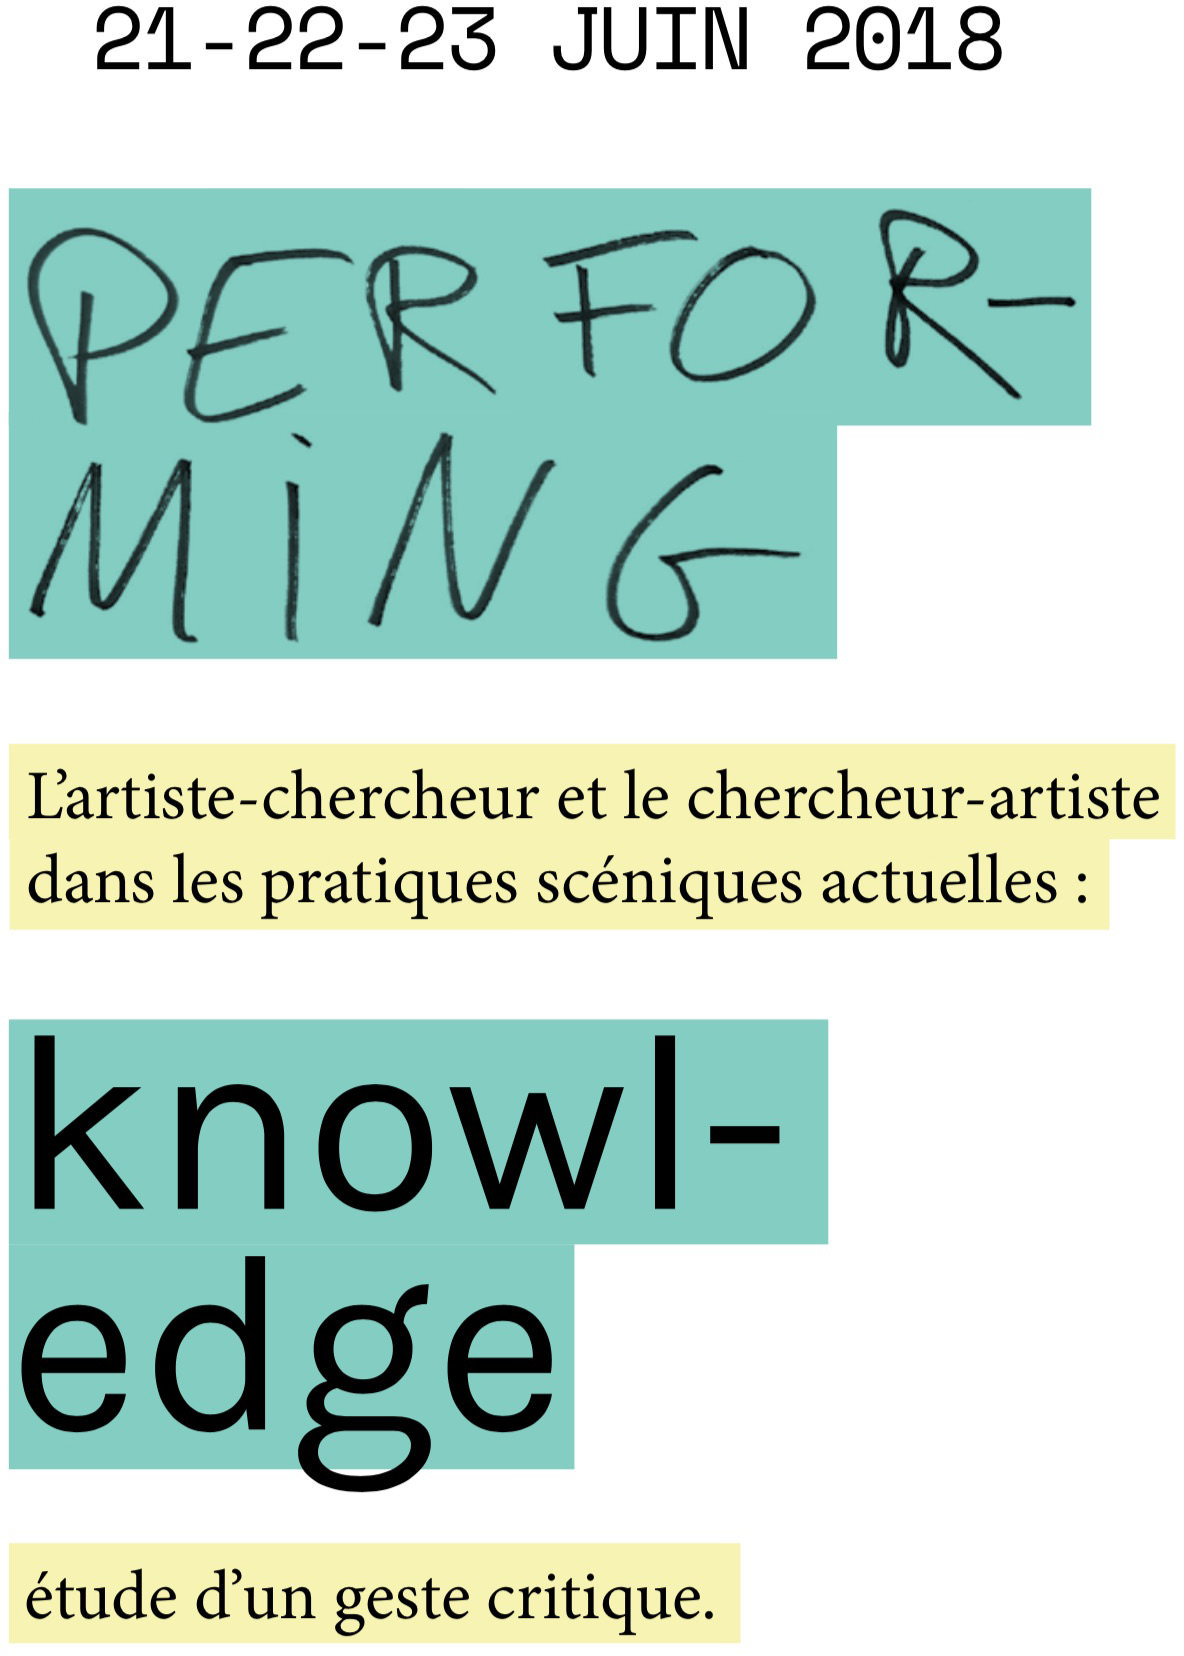 21-22-23 JUIN 2018
PERFOR-
MiNG
L’artiste-chercheur et le chercheur-artiste
dans les pratiques scéniques actuelles :
knowl-
edge
étude d’un geste critique.